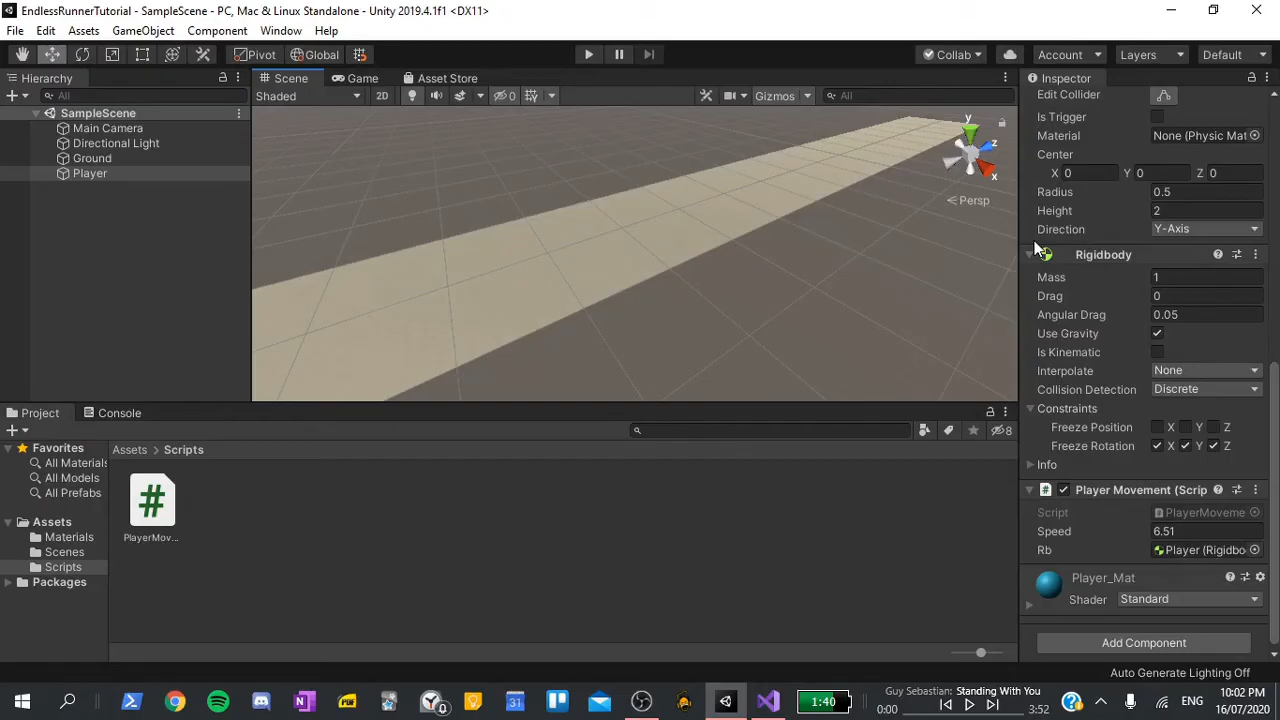 EndlessRunnerTutorial - SampleScene - PC, Mac & Linux Standalone - Unity 2019.4.1f1 <DX11>
File Edit Assets GameObject Component Window Help
Pivot Global Collab Account Layers Default
Hierarchy
All
SampleScene
Main Camera
Directional Light
Ground
Player
Scene Game Asset Store
Shaded 2D 0 Gizmos All
y
z
x
Persp
Inspector
Edit Collider
Is Trigger
Material None (Physic Mat
Center
X 0 Y 0 Z 0
Radius 0.5
Height 2
Direction Y-Axis
Rigidbody
Mass 1
Drag 0
Angular Drag 0.05
Use Gravity
Is Kinematic
Interpolate None
Collision Detection Discrete
Constraints
Freeze Position X Y Z
Freeze Rotation X Y Z
Info
Player Movement (Scrip
Script PlayerMoveme
Speed 6.51
Rb Player (Rigidbo
Player_Mat
Shader Standard
Add Component
Auto Generate Lighting Off
Project Console
8
Favorites
All Materials
All Models
All Prefabs
Assets
Materials
Scenes
Scripts
Packages
Assets > Scripts
#
PlayerMov...
PDF
31
1:40
Guy Sebastian: Standing With You
0:00 3:52
ENG
10:02 PM
16/07/2020